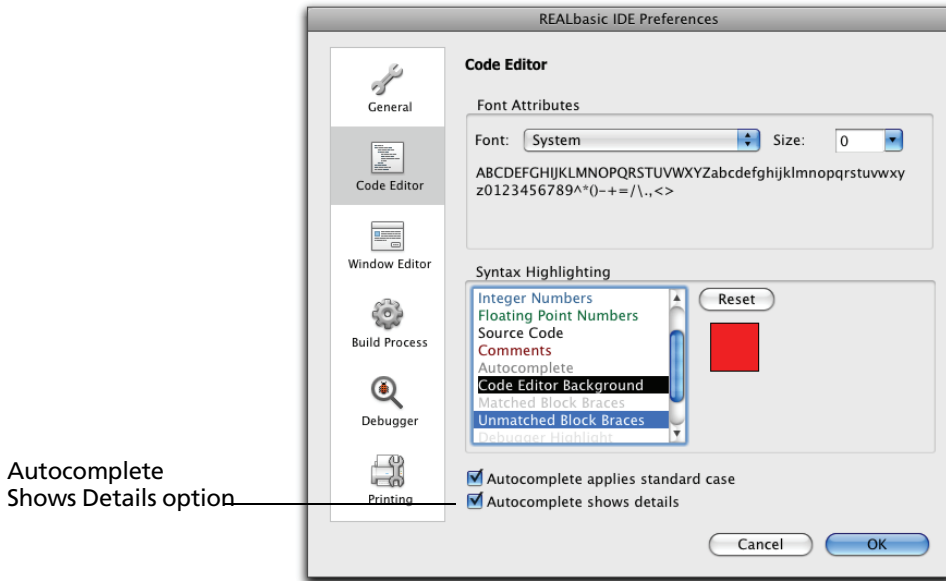 REALbasic IDE Preferences
General
Code Editor
Window Editor
Build Process
Debugger
Printing
Code Editor
Font Attributes
Font: System Size: 0
ABCDEFGHIJKLMNOPQRSTUVWXYZabcdefghijklmnopqrstuvwxy
z0123456789^*()-+=/\.,<>
Syntax Highlighting
Integer Numbers
Floating Point Numbers
Source Code
Comments
Autocomplete
Code Editor Background
Matched Block Braces
Unmatched Block Braces
Debugger Highlight
Reset
Autocomplete applies standard case
Autocomplete shows details
Cancel OK
Autocomplete
Shows Details option